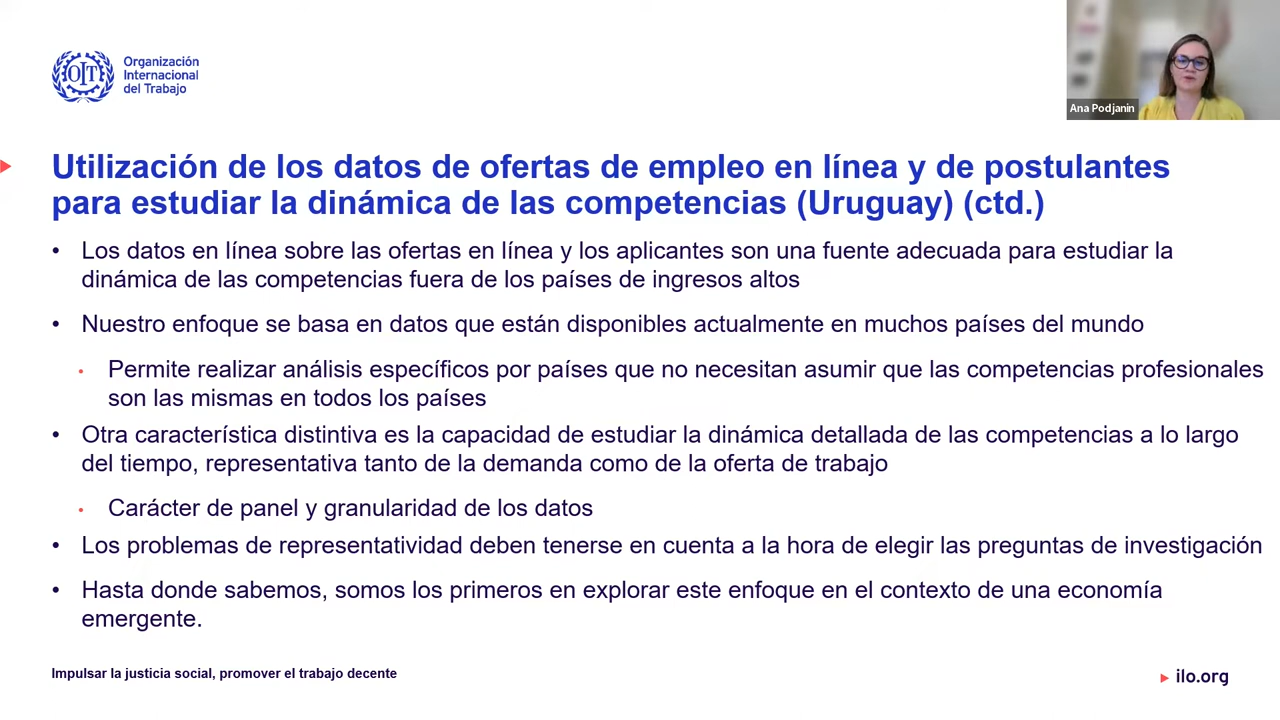 OIT
Organización
Internacional
del Trabajo
Ana Podjanin
Utilización de los datos de ofertas de empleo en línea y de postulantes
para estudiar la dinámica de las competencias (Uruguay) (ctd.)
• Los datos en línea sobre las ofertas en línea y los aplicantes son una fuente adecuada para estudiar la
dinámica de las competencias fuera de los países de ingresos altos
• Nuestro enfoque se basa en datos que están disponibles actualmente en muchos países del mundo
• Permite realizar análisis específicos por países que no necesitan asumir que las competencias profesionales
son las mismas en todos los países
• Otra característica distintiva es la capacidad de estudiar la dinámica detallada de las competencias a lo largo
del tiempo, representativa tanto de la demanda como de la oferta de trabajo
• Carácter de panel y granularidad de los datos
• Los problemas de representatividad deben tenerse en cuenta a la hora de elegir las preguntas de investigación
• Hasta donde sabemos, somos los primeros en explorar este enfoque en el contexto de una economía
emergente.
Impulsar la justicia social, promover el trabajo decente
ilo.org